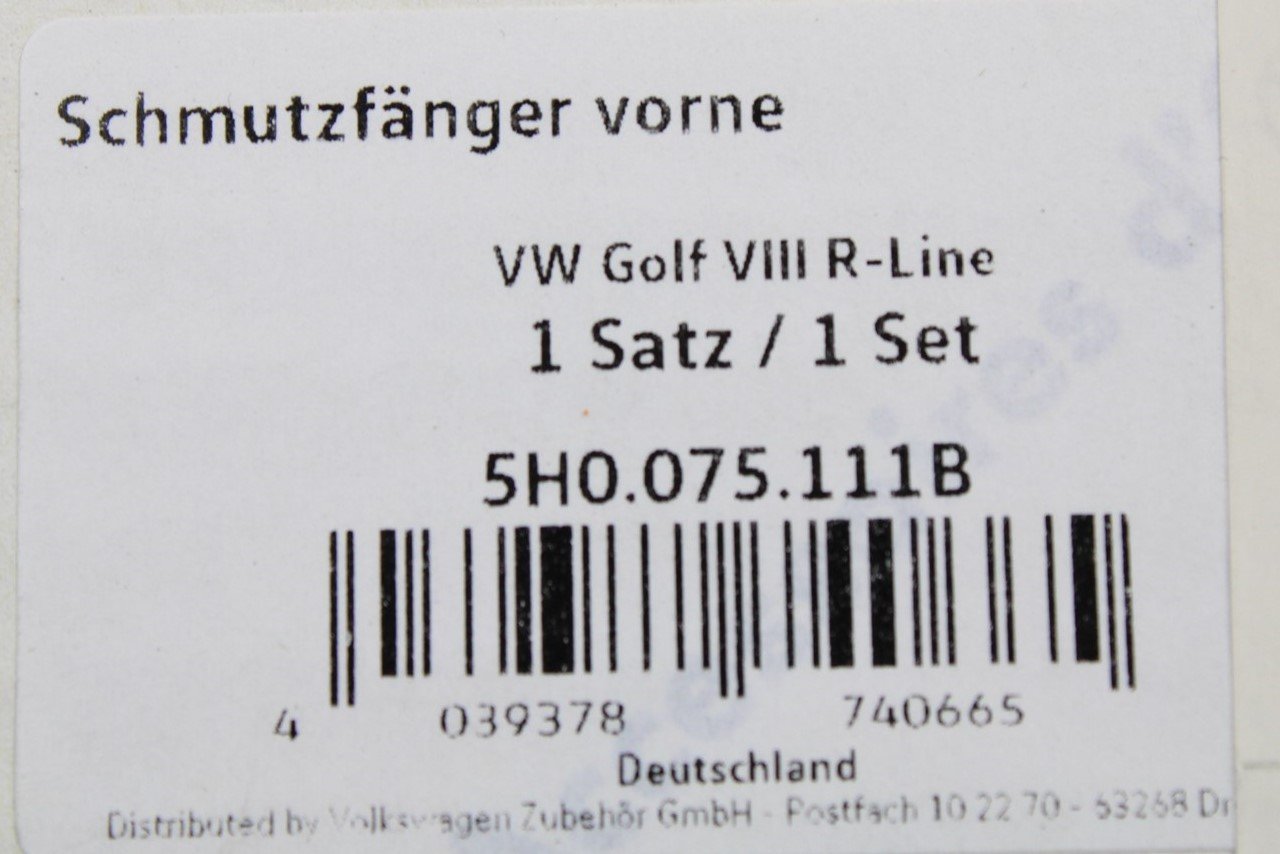 Schmutzfänger vorne
VW Golf VIII R-Line
1 Satz / 1 Set
5H0.075.111B
4 039378 740665
Deutschland
Distributed by Volkswagen Zubehör GmbH - Postfach 10 22 70 - 63268 Dr